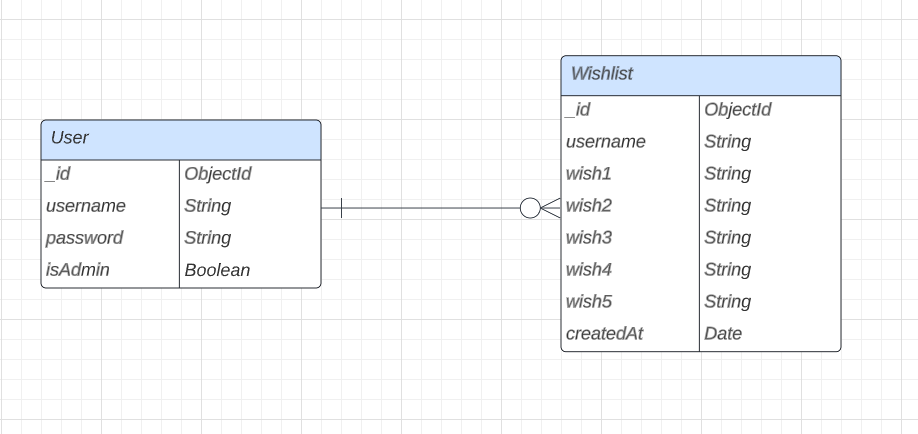 User
_id ObjectId
username String
password String
isAdmin Boolean
Wishlist
_id ObjectId
username String
wish1 String
wish2 String
wish3 String
wish4 String
wish5 String
createdAt Date